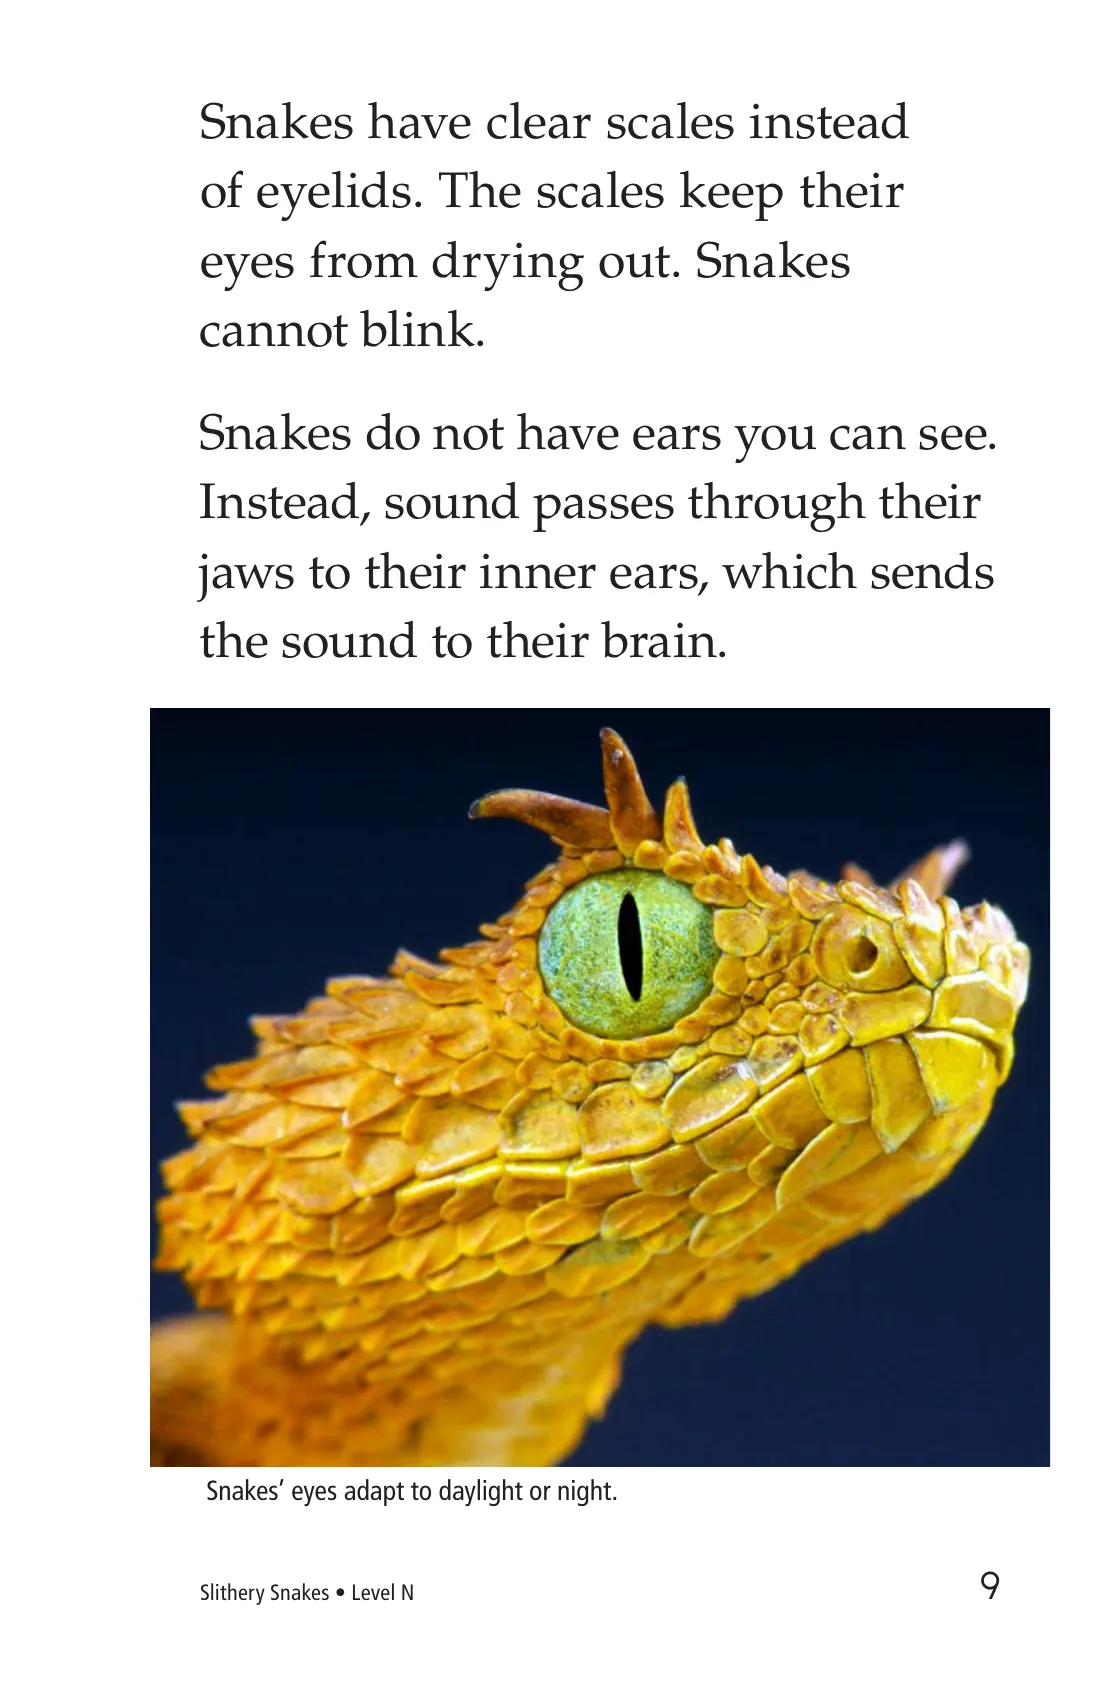 Snakes have clear scales instead
of eyelids. The scales keep their
eyes from drying out. Snakes
cannot blink.
Snakes do not have ears you can see.
Instead, sound passes through their
jaws to their inner ears, which sends
the sound to their brain.
Snakes’ eyes adapt to daylight or night.
Slithery Snakes • Level N
9